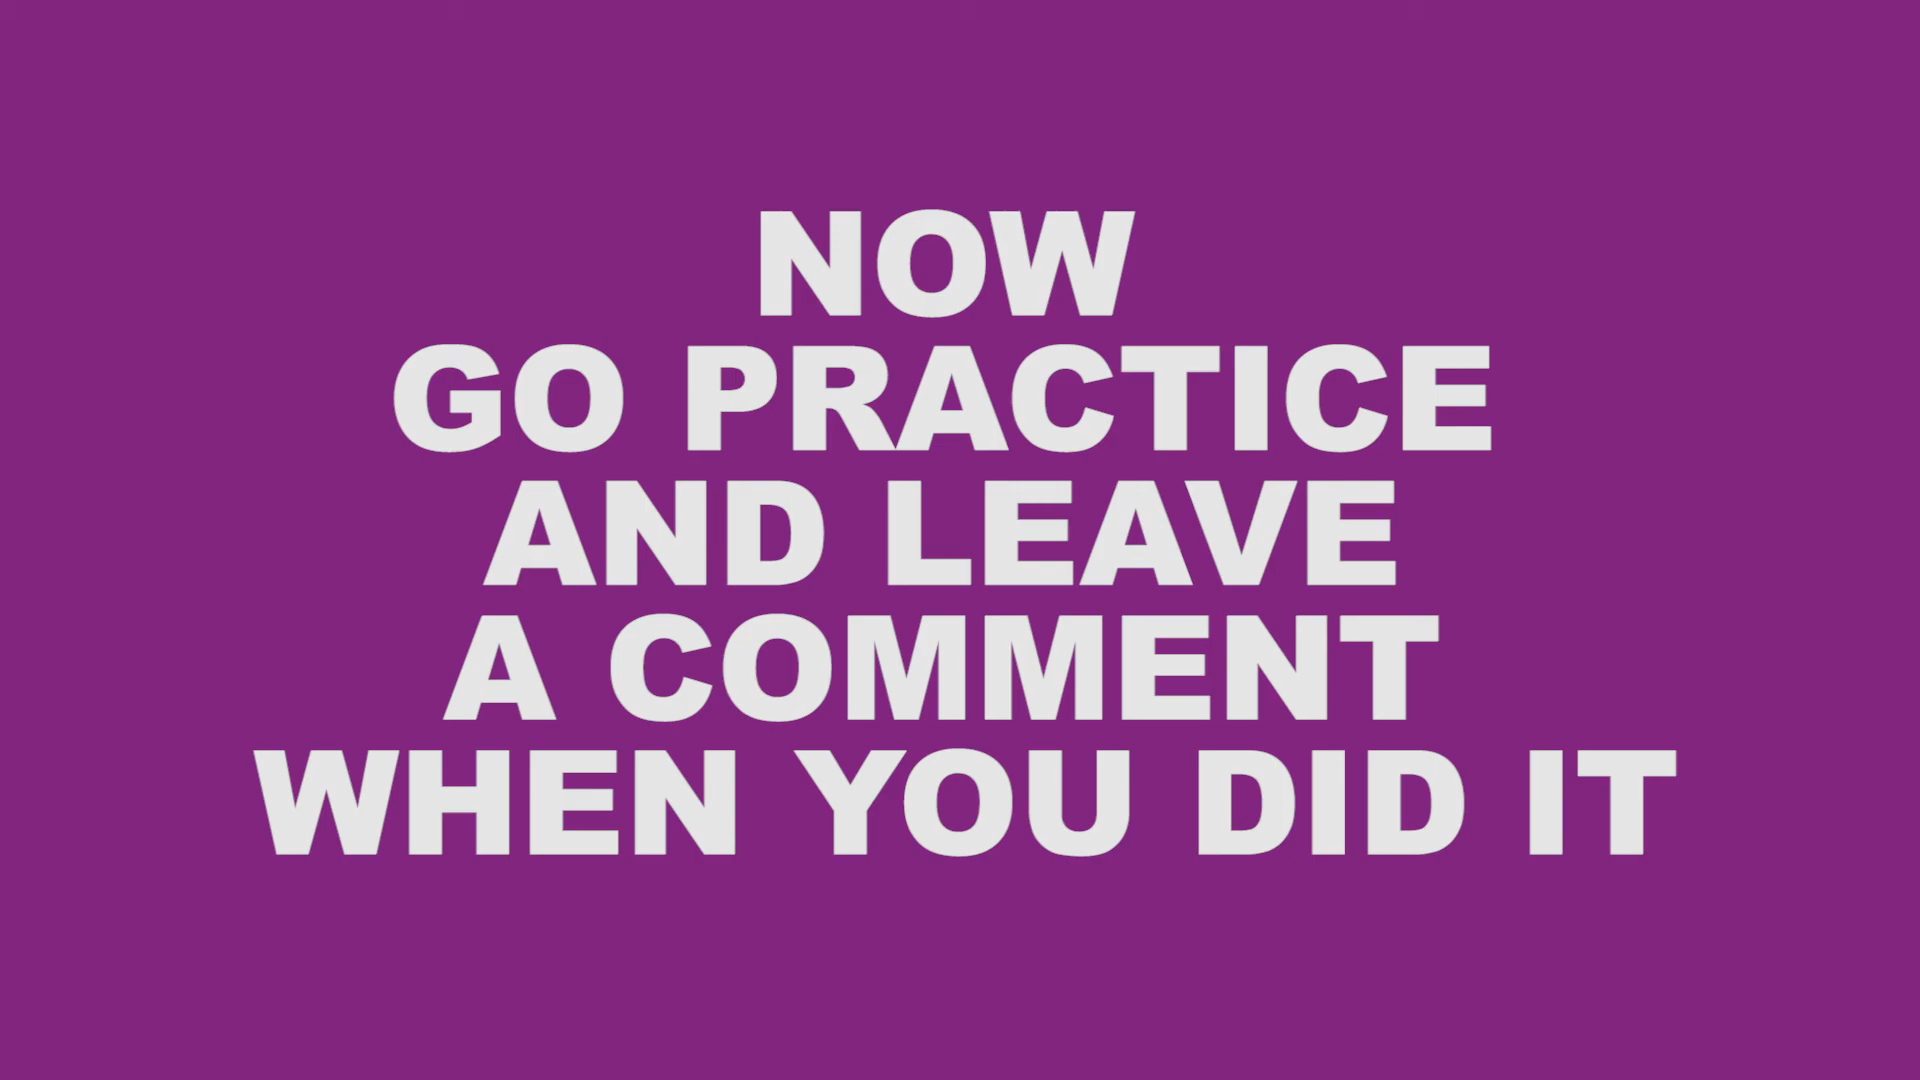 NOW
GO PRACTICE
AND LEAVE
A COMMENT
WHEN YOU DID IT